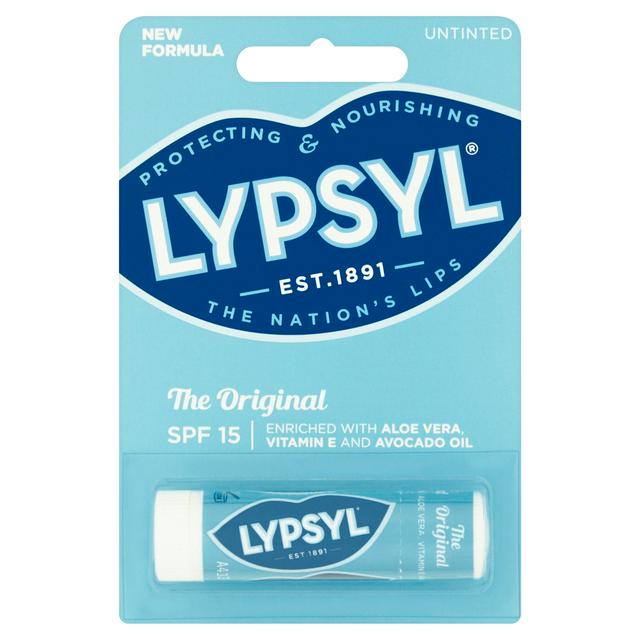 NEW
FORMULA
UNTINTED
PROTECTING & NOURISHING
LYPSYL®
EST.1891
THE NATION'S LIPS
The Original
SPF 15
ENRICHED WITH ALOE VERA,
VITAMIN E AND AVOCADO OIL
LYPSYL
EST 1891
The
Original
ALOE VERA, VITAMIN